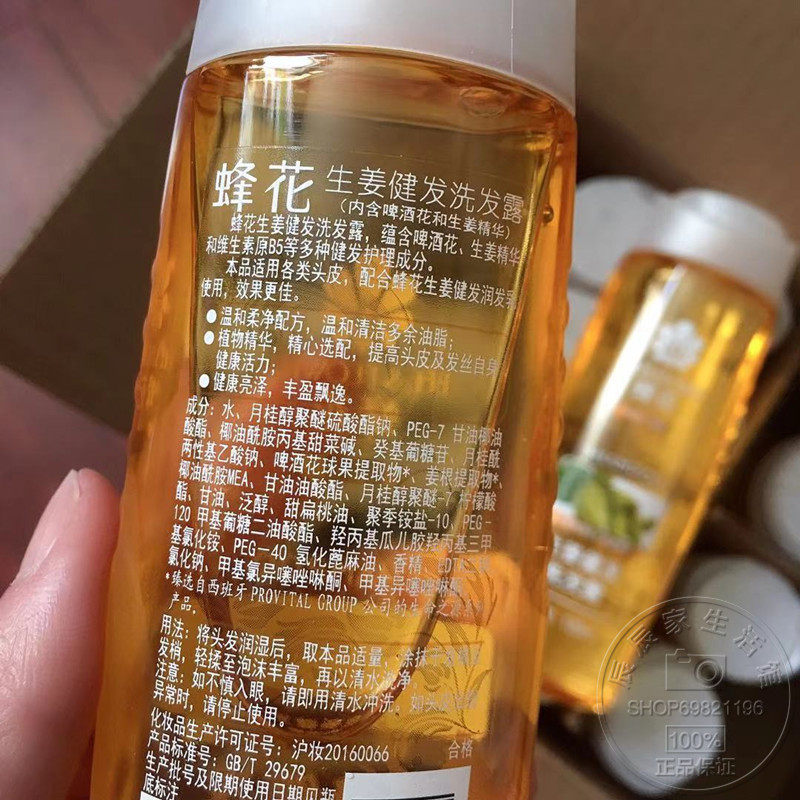 蜂花 生姜健发洗发露
（内含啤酒花和生姜精华）
蜂花生姜健发洗发露，蕴含啤酒花、生姜精华
和维生素原B5等多种健发护理成分。
本品适用各类头皮，配合蜂花生姜健发润发乳
使用，效果更佳。
●温和柔净配方，温和清洁多余油脂；
●植物精华，精心选配，提高头皮及发丝自身
健康活力；
●健康亮泽，丰盈飘逸。
成分：水、月桂醇聚醚硫酸酯钠、PEG-7 甘油椰油
酸酯、椰油酰胺丙基甜菜碱、癸基葡糖苷、月桂酰
两性基乙酸钠、啤酒花球果提取物*、姜根提取物*、
椰油酰胺MEA、甘油油酸酯、月桂醇聚醚-7 柠檬酸
酯、甘油、泛醇、甜扁桃油、聚季铵盐-10、PEG-
120 甲基葡糖二油酸酯、羟丙基瓜儿胶羟丙基三甲
基氯化铵、PEG-40 氢化蓖麻油、香精
氯化钠、甲基氯异噻唑啉酮、甲基异噻唑啉酮
*臻选自西班牙 PROVITAL GROUP 公司的生命之
产品。
用法：将头发润湿后，取本品适量，涂抹于
发梢，轻揉至泡沫丰富，再以清水洗净。
注意：如不慎入眼，请即用清水冲洗。如头
异常时，请停止使用。
化妆品生产许可证号：沪妆20160066 合格
产品标准号：GB/T 29679
生产批号及限期使用日期见瓶
底标注
家生活
SHOP69821196
100%
正品保证